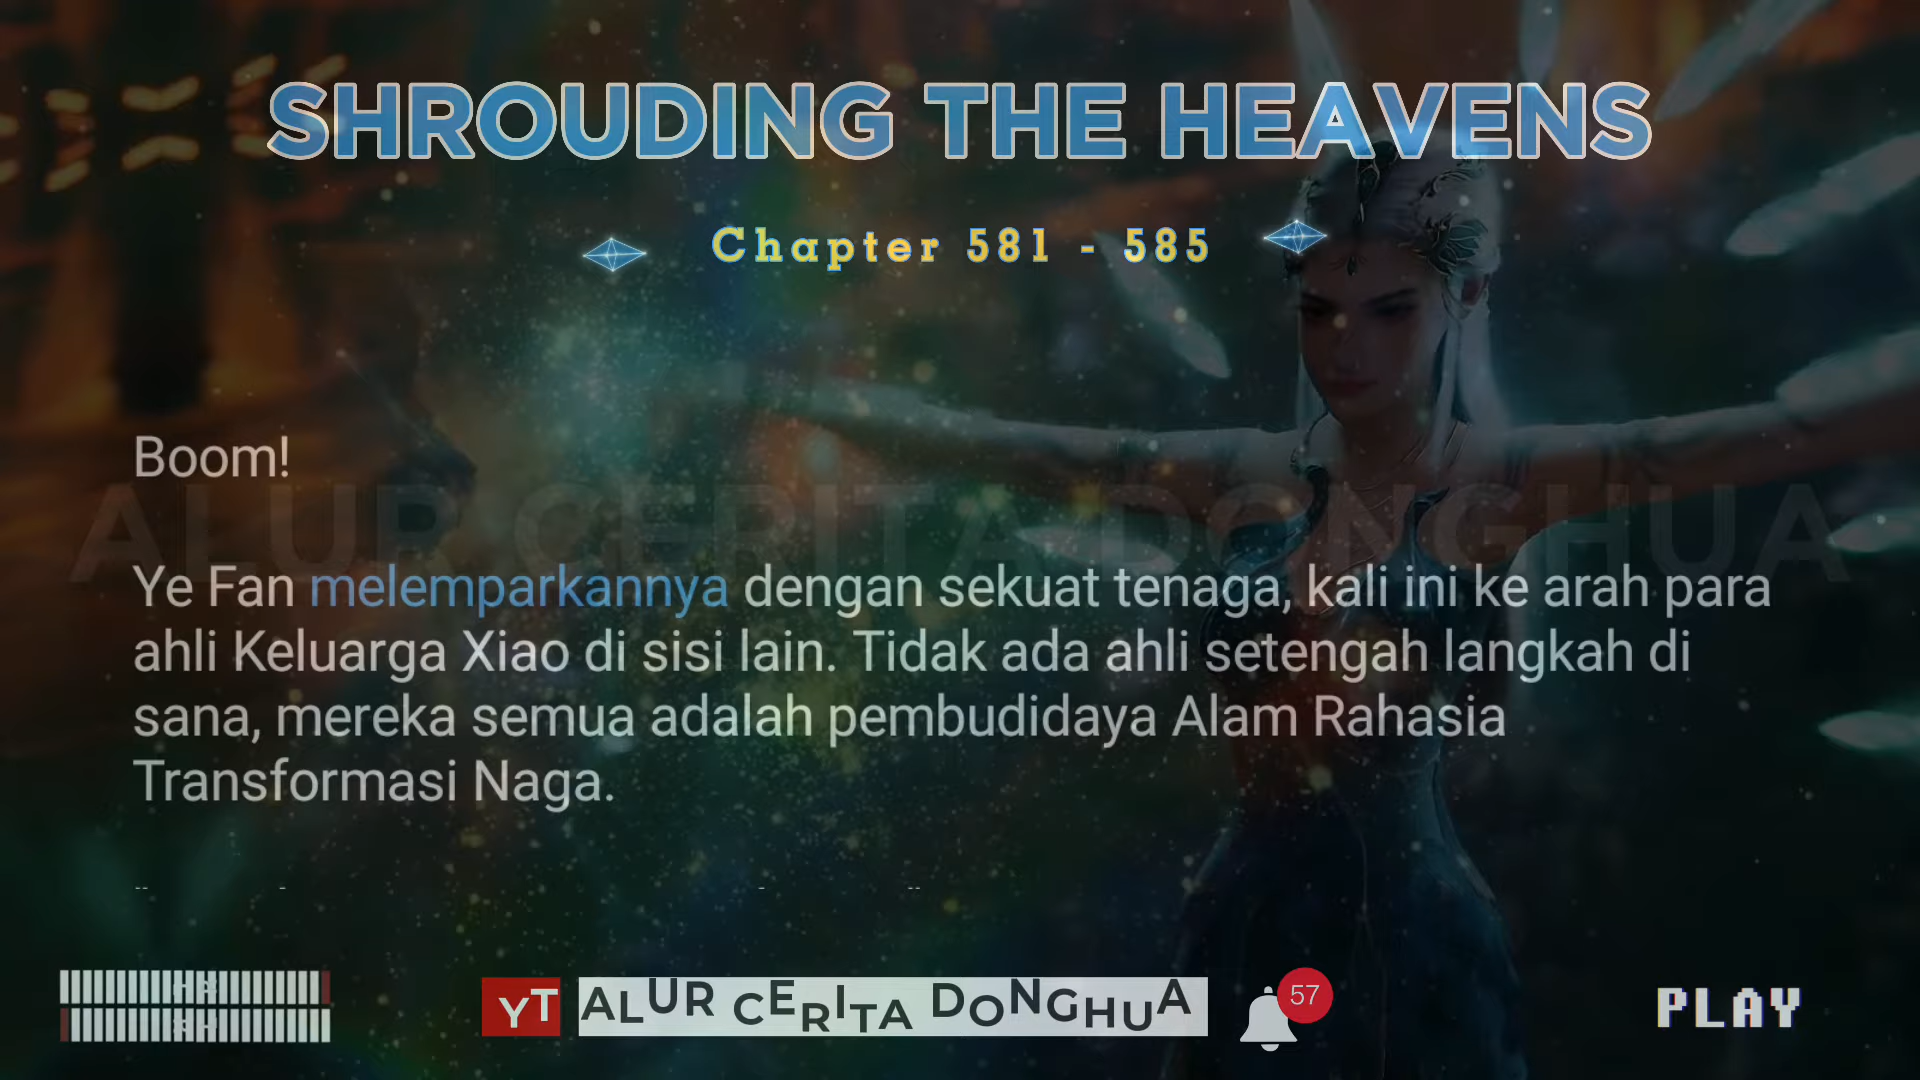 SHROUDING THE HEAVENS
Chapter 581 - 585
Boom!
ALUR CERITA DONGHUA
Ye Fan melemparkannya dengan sekuat tenaga, kali ini ke arah para
ahli Keluarga Xiao di sisi lain. Tidak ada ahli setengah langkah di
sana, mereka semua adalah pembudidaya Alam Rahasia
Transformasi Naga.
YT ALUR CERITA DONGHUA 57
PLAY